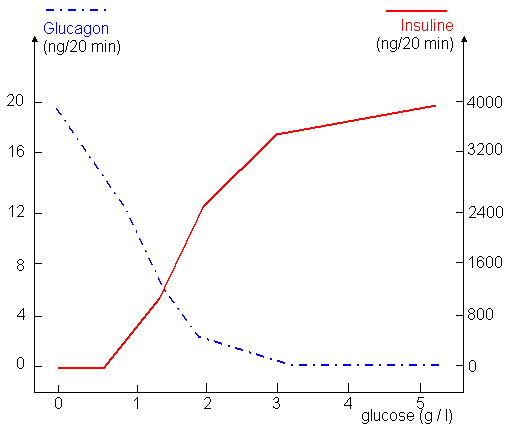 Glucagon
(ng/20 min)
Insuline
(ng/20 min)
20
16
12
8
4
0
4000
3200
2400
1600
800
0
0 1 2 3 4 5
glucose (g / l)